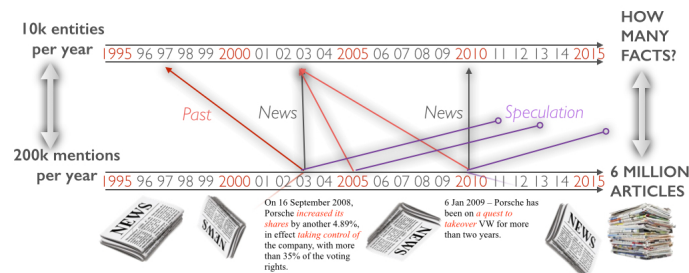 10k entities
per year
HOW
MANY
FACTS?
1995 96 97 98 99 2000 01 02 03 04 2005 06 07 08 09 2010 11 12 13 14 2015
Past
News
News
Speculation
200k mentions
per year
1995 96 97 98 99 2000 01 02 03 04 2005 06 07 08 09 2010 11 12 13 14 2015
6 MILLION
ARTICLES
NEWS
NEWS
On 16 September 2008,
Porsche increased its
shares by another 4.89%,
in effect taking control of
the company, with more
than 35% of the voting
rights.
NEWS
6 Jan 2009 – Porsche has
been on a quest to
takeover VW for more
than two years.
NEWS